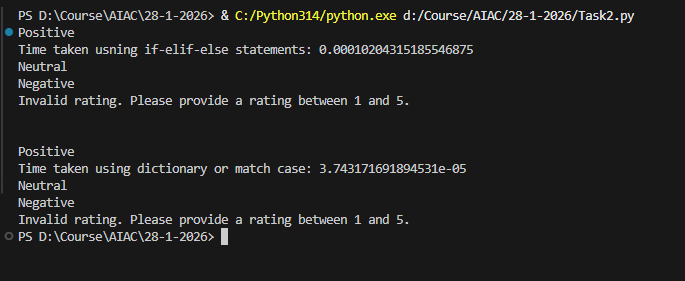 PS D:\Course\AIAC\28-1-2026> & C:/Python314/python.exe d:/Course/AIAC/28-1-2026/Task2.py
Positive
Time taken usning if-elif-else statements: 0.00010204315185546875
Neutral
Negative
Invalid rating. Please provide a rating between 1 and 5.
Positive
Time taken using dictionary or match case: 3.743171691894531e-05
Neutral
Negative
Invalid rating. Please provide a rating between 1 and 5.
PS D:\Course\AIAC\28-1-2026>